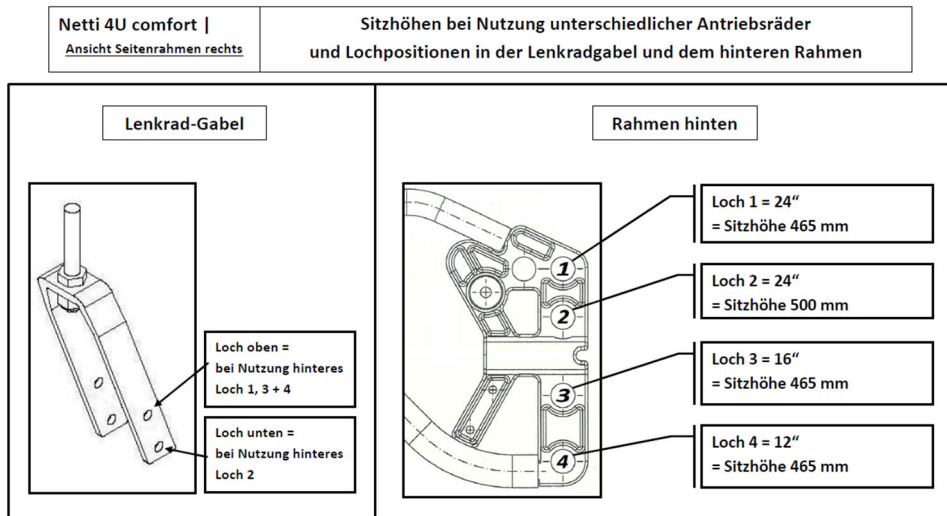 Netti 4U comfort |
Ansicht Seitenrahmen rechts
Sitzhöhen bei Nutzung unterschiedlicher Antriebsräder
und Lochpositionen in der Lenkradgabel und dem hinteren Rahmen
Lenkrad-Gabel
Loch oben =
bei Nutzung hinteres
Loch 1, 3 + 4
Loch unten =
bei Nutzung hinteres
Loch 2
Rahmen hinten
1
2
3
4
Loch 1 = 24“
= Sitzhöhe 465 mm
Loch 2 = 24“
= Sitzhöhe 500 mm
Loch 3 = 16“
= Sitzhöhe 465 mm
Loch 4 = 12“
= Sitzhöhe 465 mm